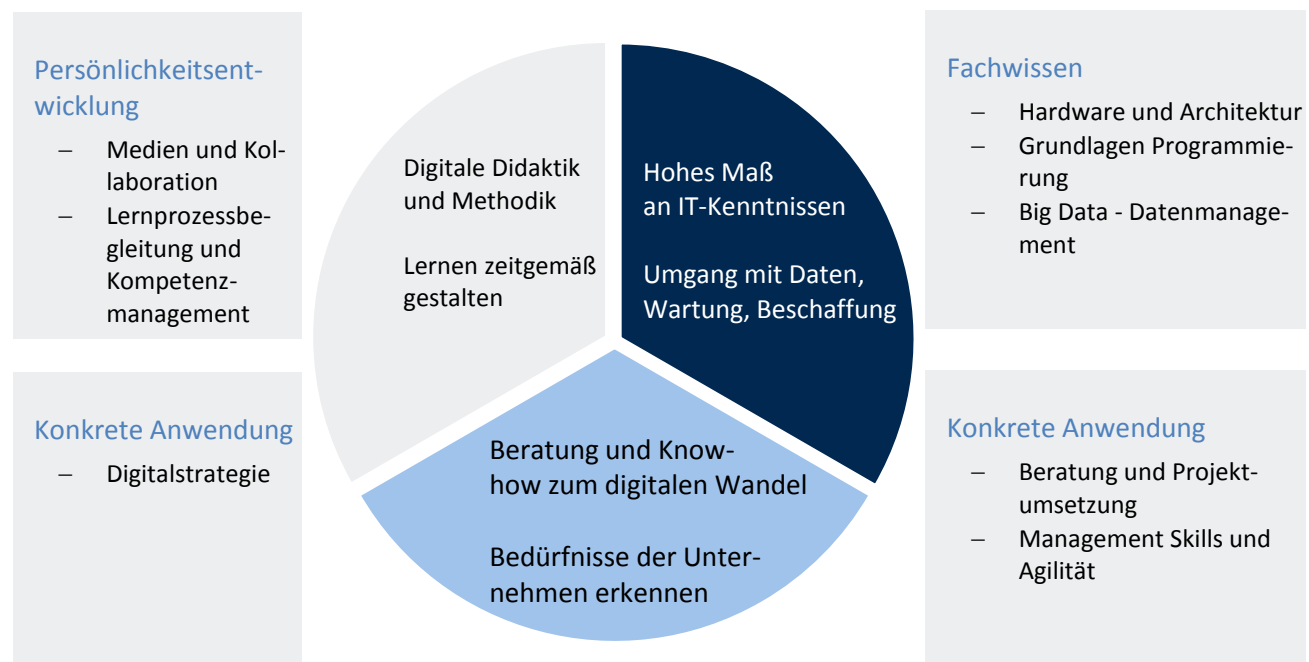 Persönlichkeitsent-
wicklung
– Medien und Kol-
laboration
– Lernprozessbe-
gleitung und
Kompetenz-
management
Konkrete Anwendung
– Digitalstrategie
Digitale Didaktik
und Methodik
Lernen zeitgemäß
gestalten
Hohes Maß
an IT-Kenntnissen
Umgang mit Daten,
Wartung, Beschaffung
Beratung und Know-
how zum digitalen Wandel
Bedürfnisse der Unter-
nehmen erkennen
Fachwissen
– Hardware und Architektur
– Grundlagen Programmie-
rung
– Big Data - Datenmanage-
ment
Konkrete Anwendung
– Beratung und Projekt-
umsetzung
– Management Skills und
Agilität